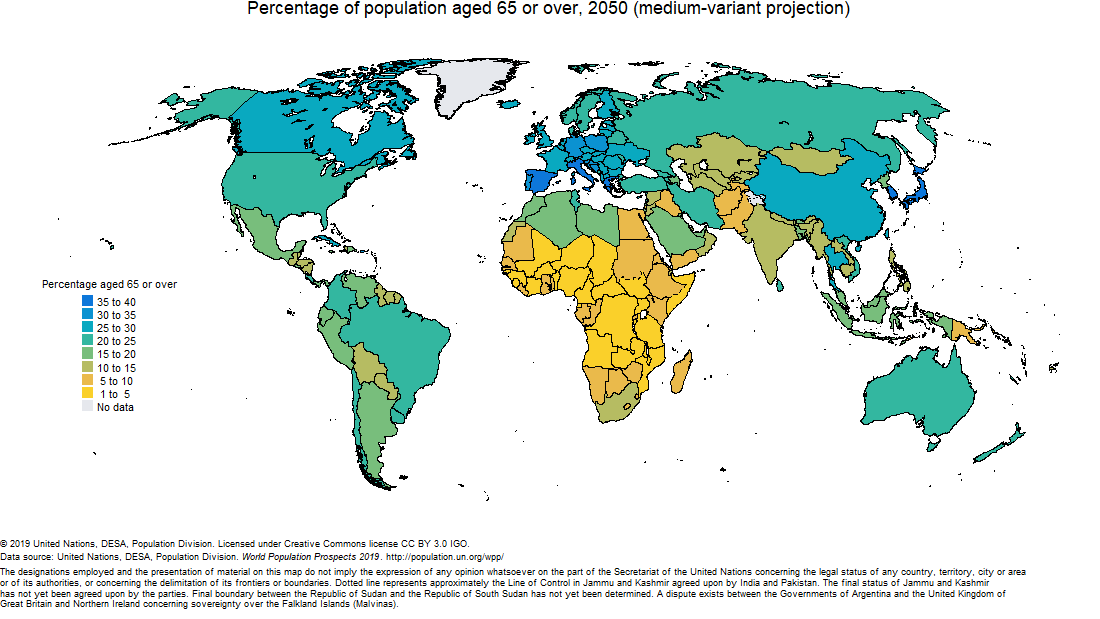 Percentage of population aged 65 or over, 2050 (medium-variant projection)
Percentage aged 65 or over
35 to 40
30 to 35
25 to 30
20 to 25
15 to 20
10 to 15
5 to 10
1 to 5
No data
© 2019 United Nations, DESA, Population Division. Licensed under Creative Commons license CC BY 3.0 IGO.
Data source: United Nations, DESA, Population Division. World Population Prospects 2019. http://population.un.org/wpp/
The designations employed and the presentation of material on this map do not imply the expression of any opinion whatsoever on the part of the Secretariat of the United Nations concerning the legal status of any country, territory, city or area
or of its authorities, or concerning the delimitation of its frontiers or boundaries. Dotted line represents approximately the Line of Control in Jammu and Kashmir agreed upon by India and Pakistan. The final status of Jammu and Kashmir
has not yet been agreed upon by the parties. Final boundary between the Republic of Sudan and the Republic of South Sudan has not yet been determined. A dispute exists between the Governments of Argentina and the United Kingdom of
Great Britain and Northern Ireland concerning sovereignty over the Falkland Islands (Malvinas).